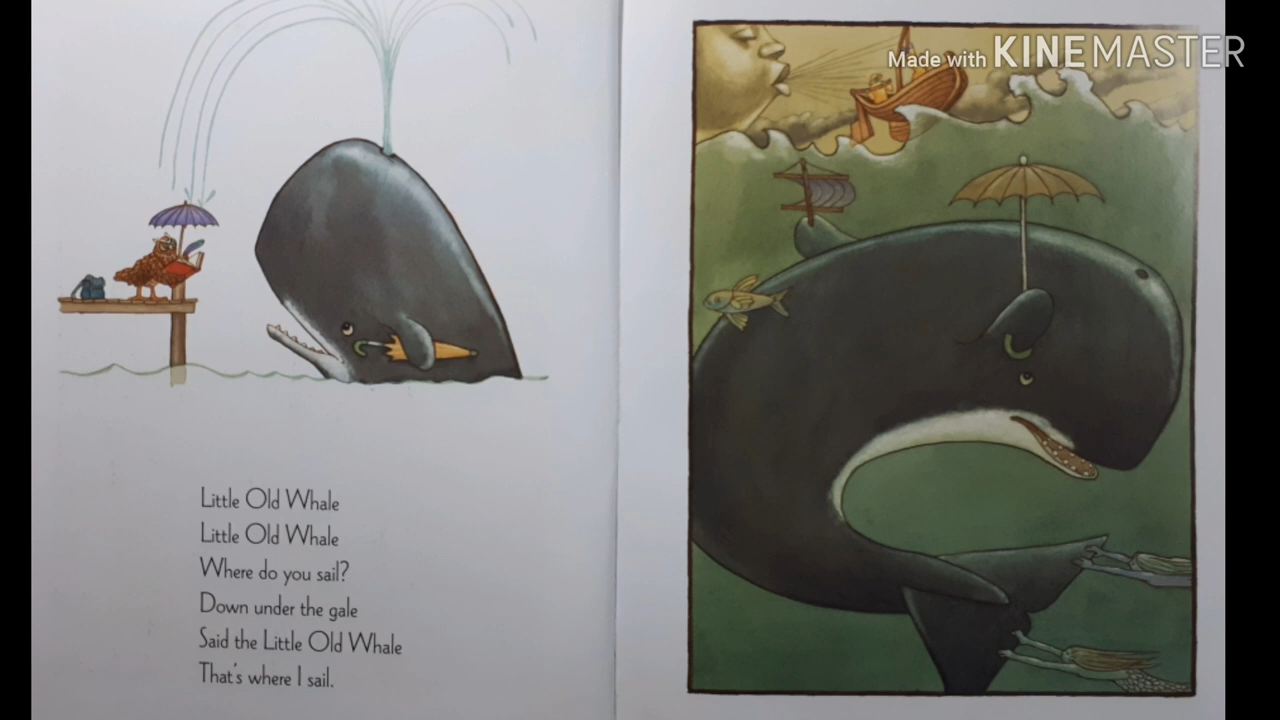 Made with KINEMASTER
Little Old Whale
Little Old Whale
Where do you sail?
Down under the gale
Said the Little Old Whale
That's where I sail.